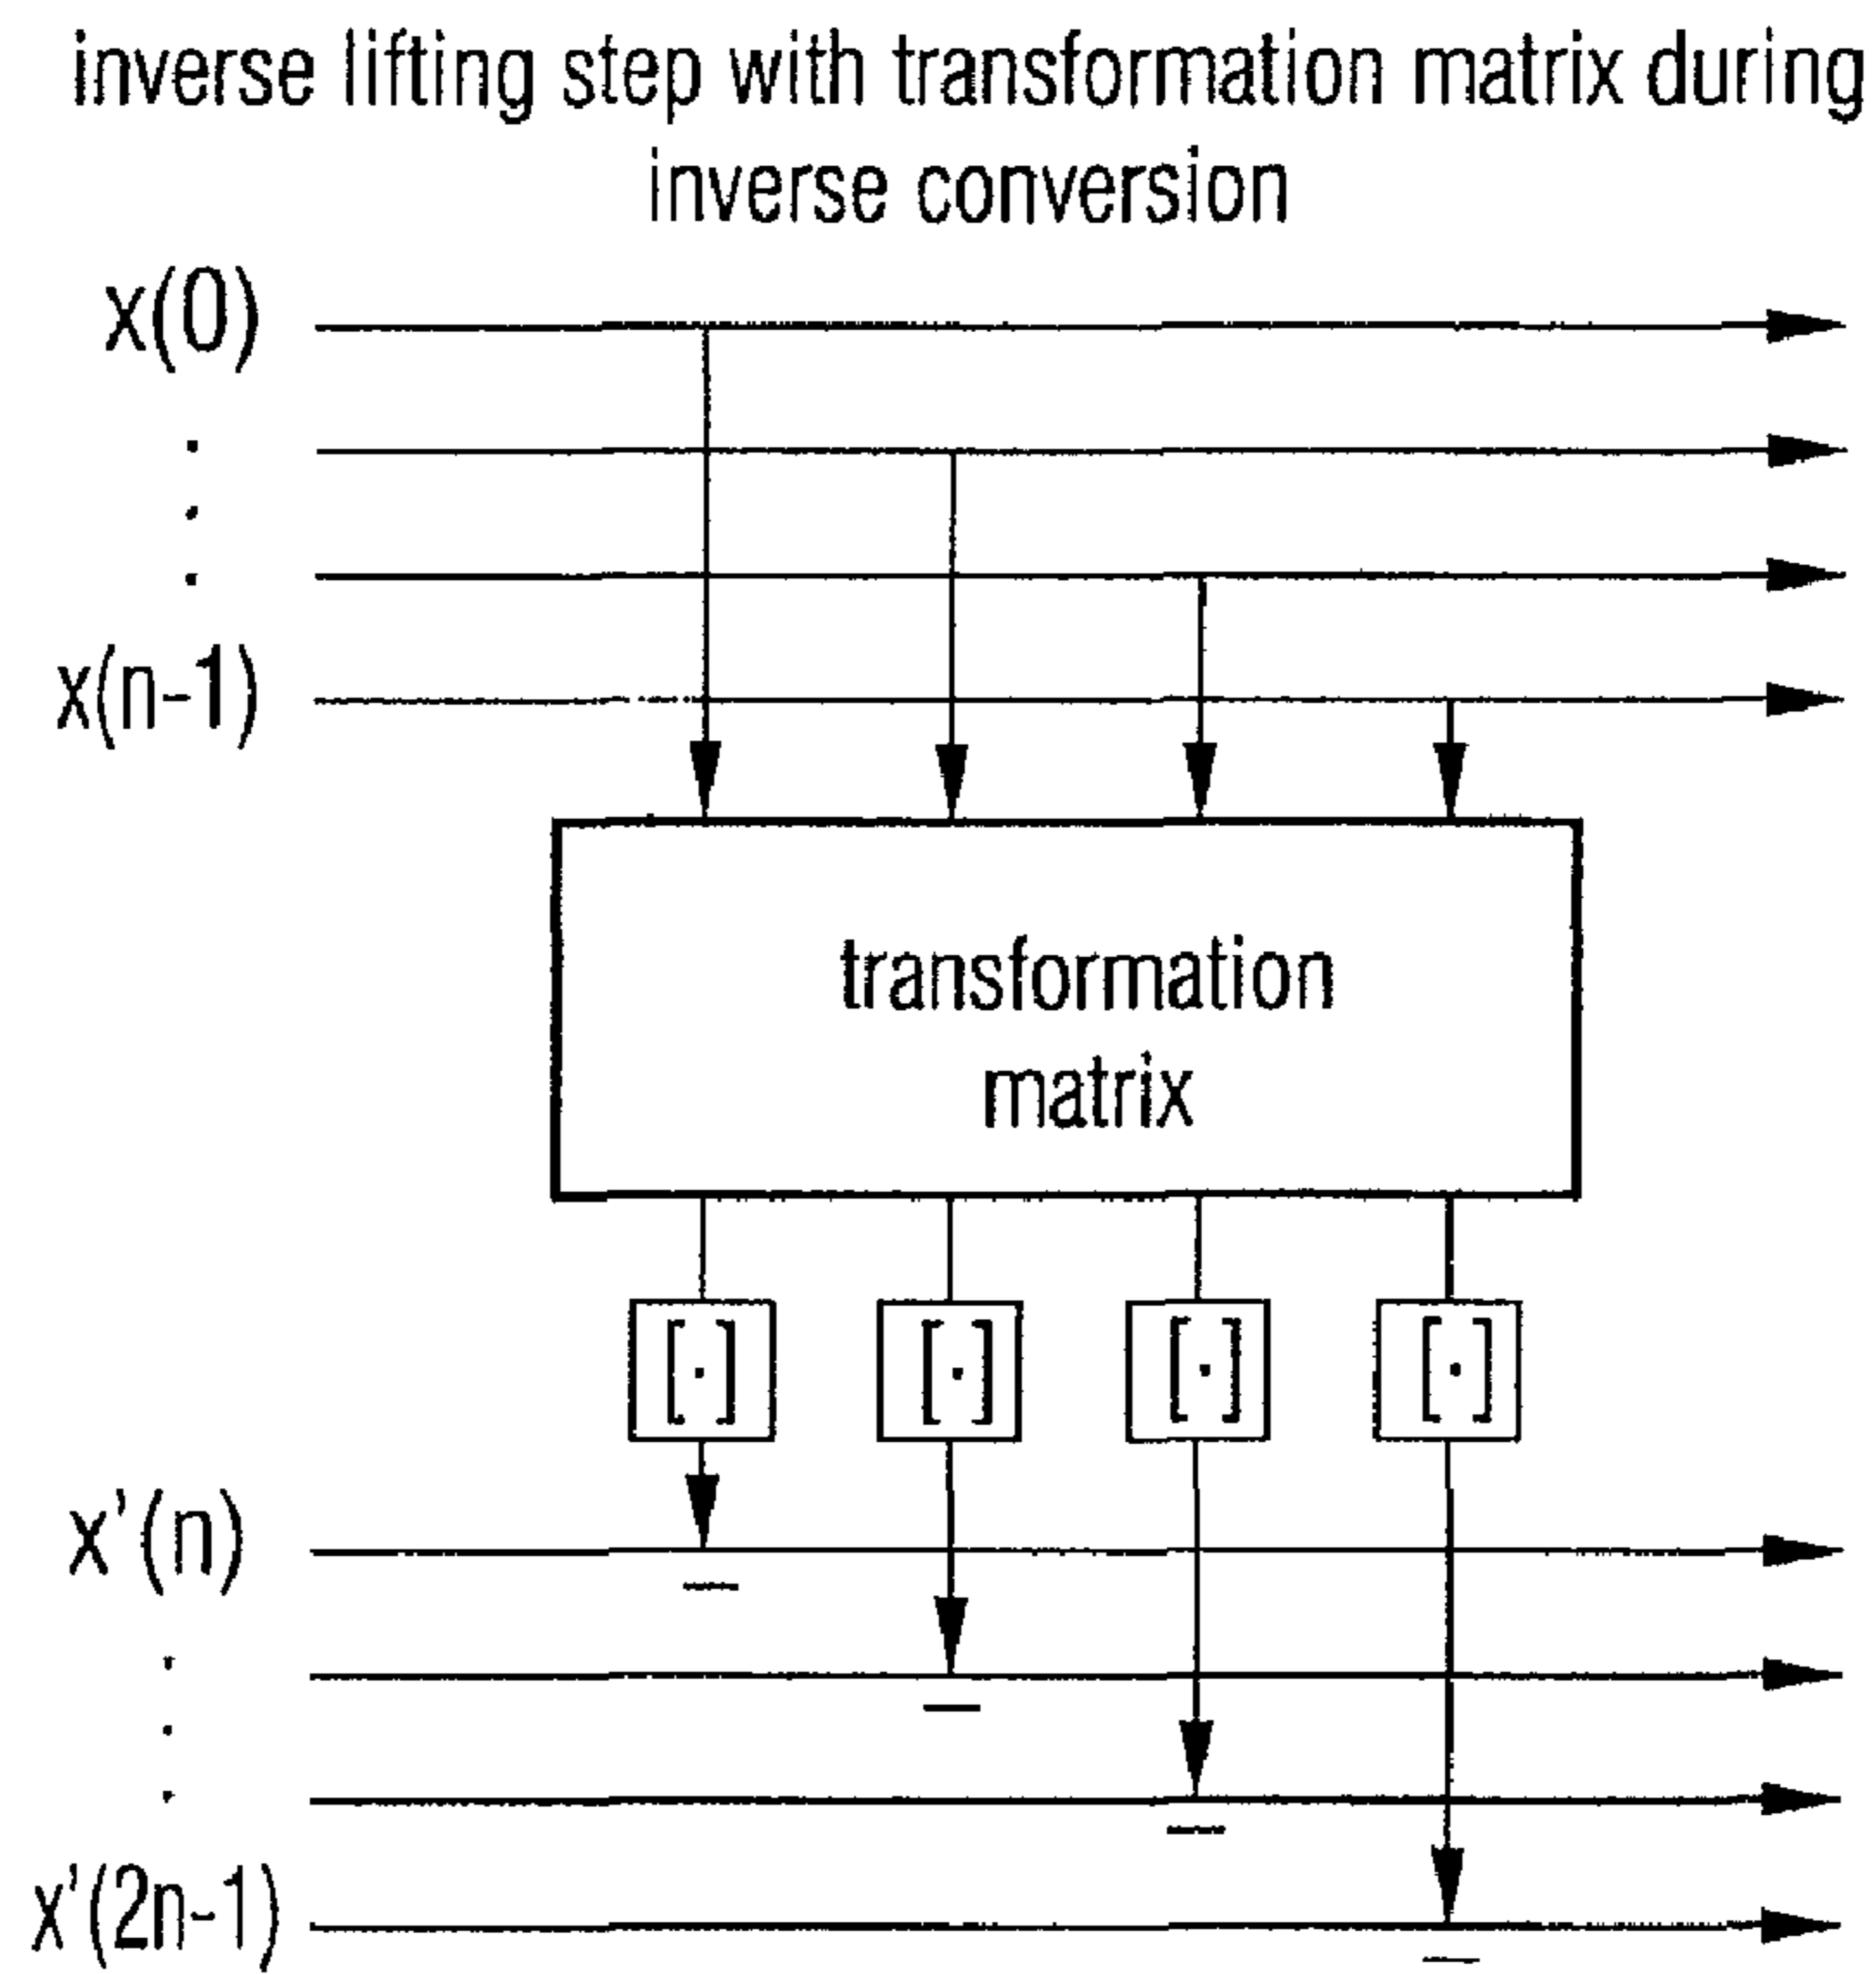 inverse lifting step with transformation matrix during
inverse conversion
x(0)
.
.
.
x(n-1)
transformation
matrix
[·] [·] [·] [·]
x'(n)
–
.
–
.
.
–
x'(2n-1)
–